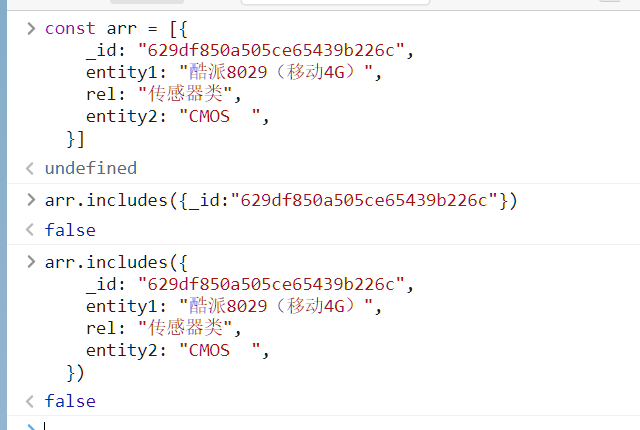 const arr = [{
_id: "629df850a505ce65439b226c",
entity1: "酷派8029（移动4G）",
rel: "传感器类",
entity2: "CMOS  ",
}]
undefined
arr.includes({_id:"629df850a505ce65439b226c"})
false
arr.includes({
_id: "629df850a505ce65439b226c",
entity1: "酷派8029（移动4G）",
rel: "传感器类",
entity2: "CMOS  ",
})
false